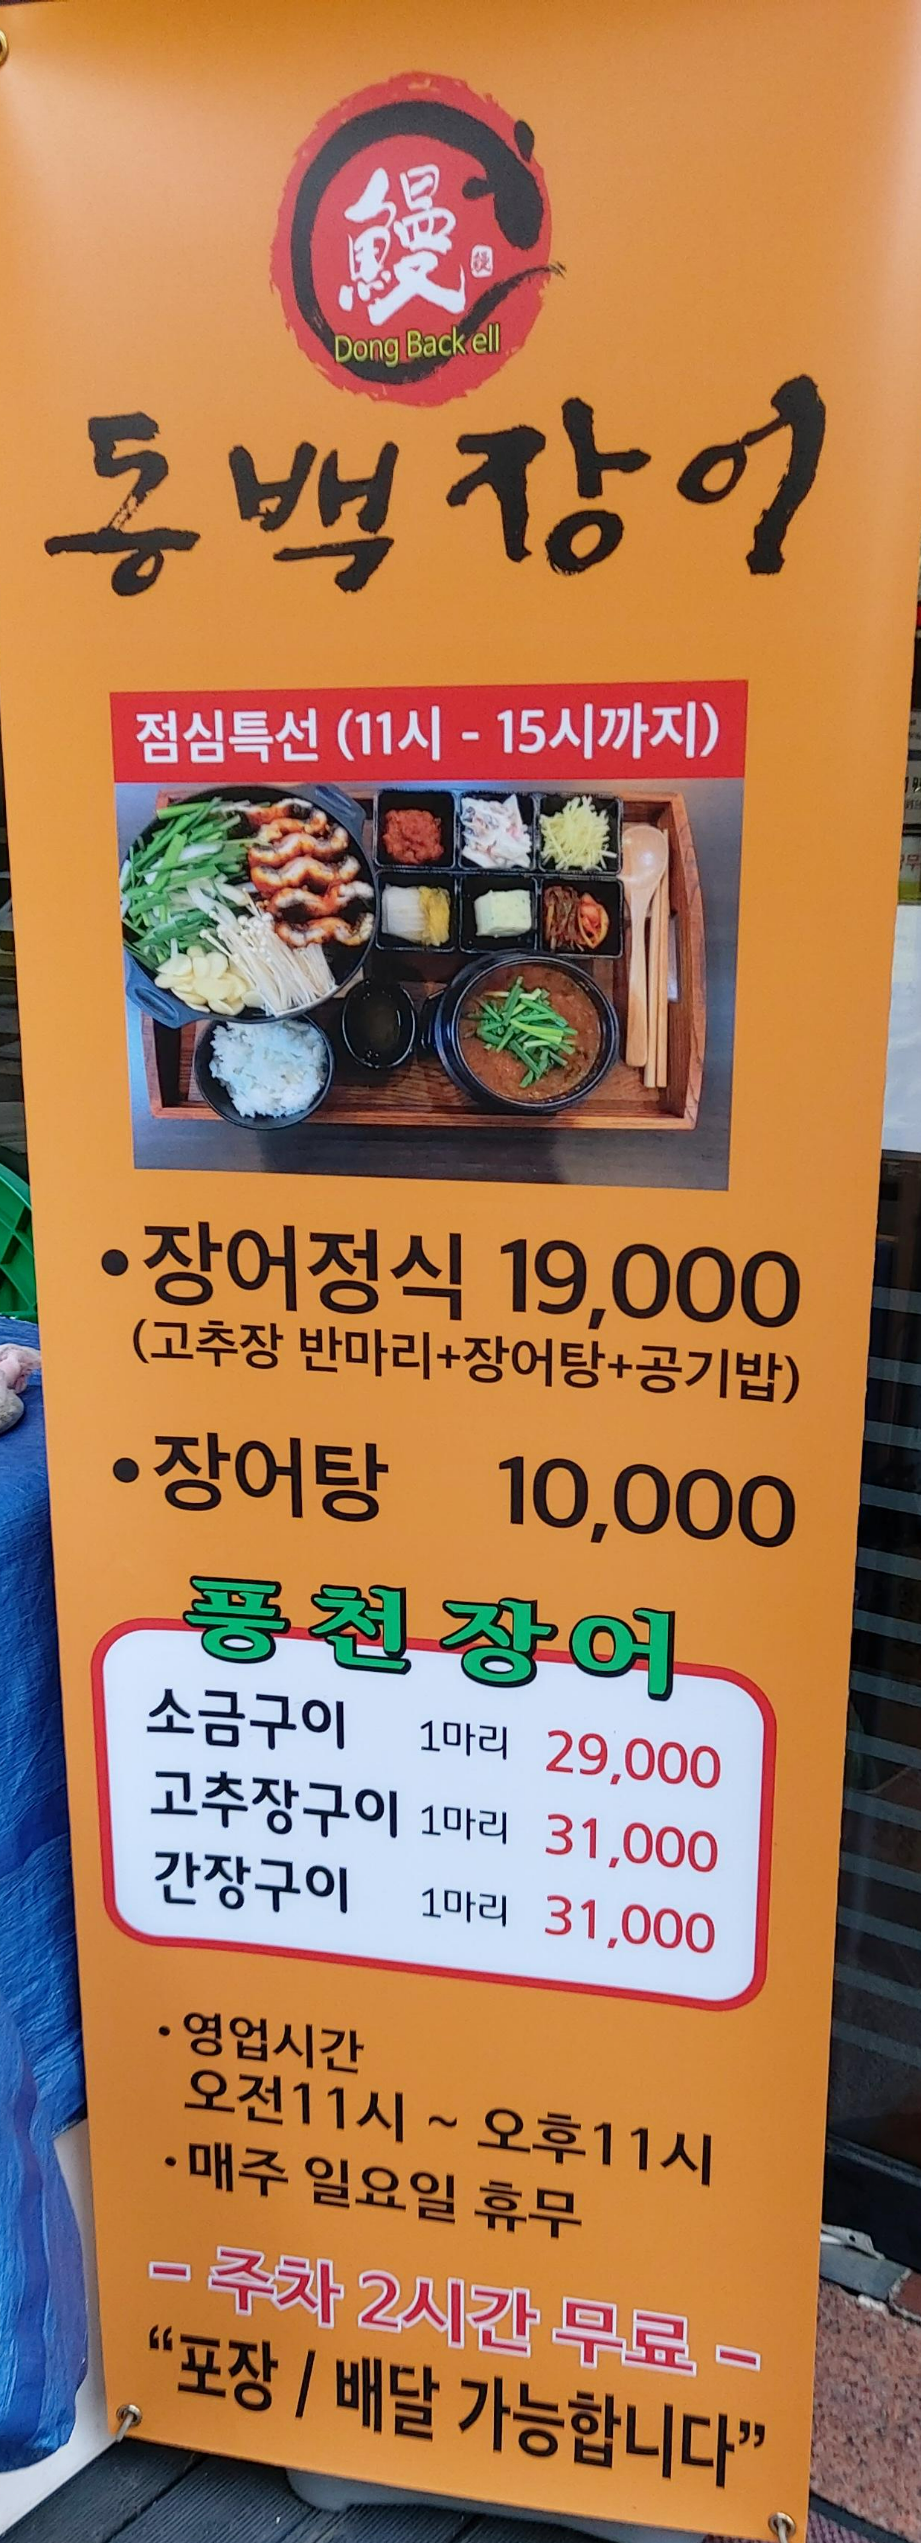 鰻
Dong Back ell
동백장어
점심특선 (11시 - 15시까지)
•장어정식 19,000
(고추장 반마리+장어탕+공기밥)
•장어탕 10,000
풍천장어
소금구이 1마리 29,000
고추장구이 1마리 31,000
간장구이 1마리 31,000
·영업시간
오전11시 ~ 오후11시
·매주 일요일 휴무
- 주차 2시간 무료 -
“포장 / 배달 가능합니다”